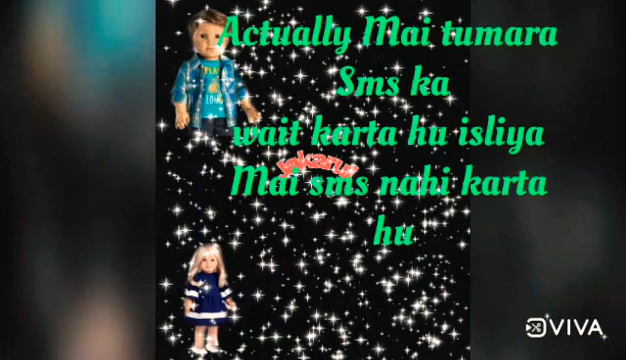 Actually Mai tumara
Sms ka
wait karta hu isliya
Mai sms nahi karta
hu
VIVA